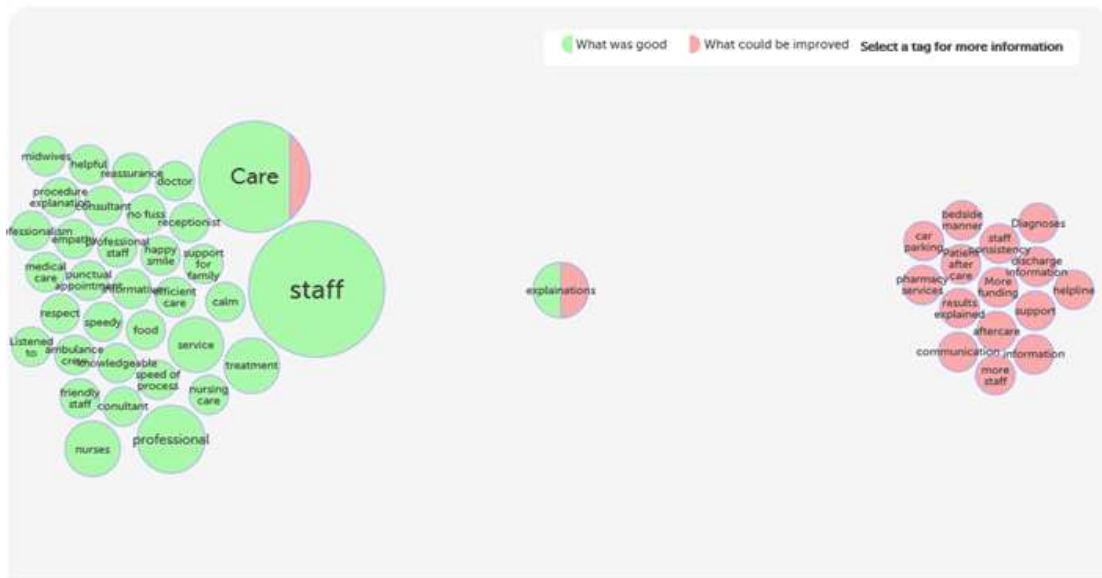 What was good
What could be improved
Select a tag for more information
Care
staff
midwives
helpful
reassurance
doctor
procedure
explanation
consultant
no fuss
receptionist
ofessionalism
empathy
professional
staff
happy
smile
support
for
family
medical
care
punctual
appointment
informative
efficient
care
calm
respect
speedy
food
service
Listened
to
ambulance
crew
knowledgeable
treatment
speed of
process
friendly
staff
conultant
nursing
care
nurses
professional
explainations
bedside
manner
Diagnoses
car
parking
staff
consistency
Patient
after
care
discharge
information
pharmacy
services
More
funding
helpline
results
explained
support
aftercare
communication
information
more
staff